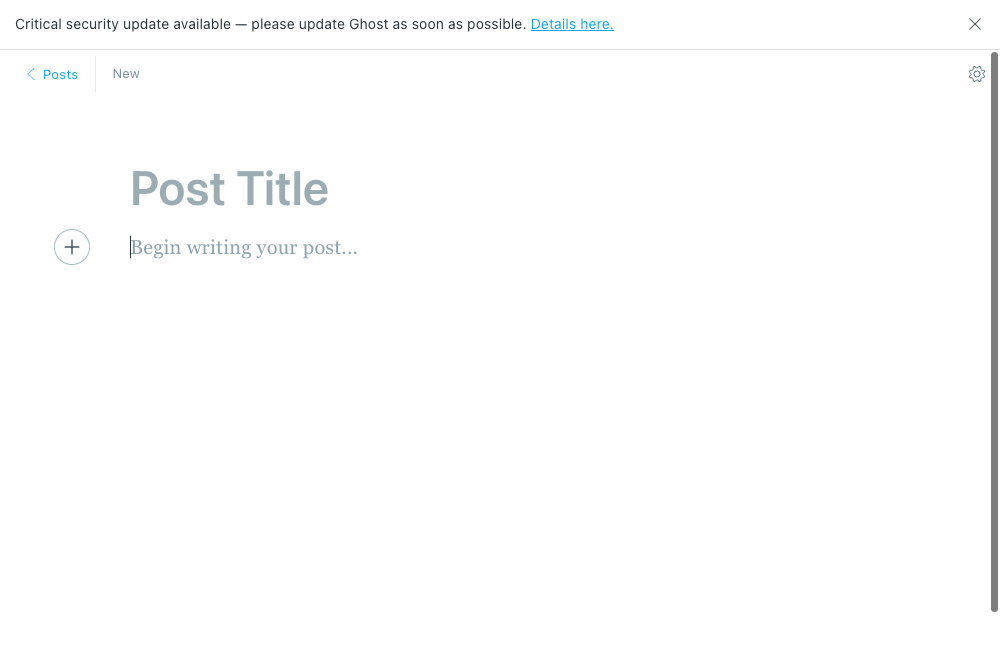 Critical security update available — please update Ghost as soon as possible. Details here.
Posts
New
Post Title
Begin writing your post...